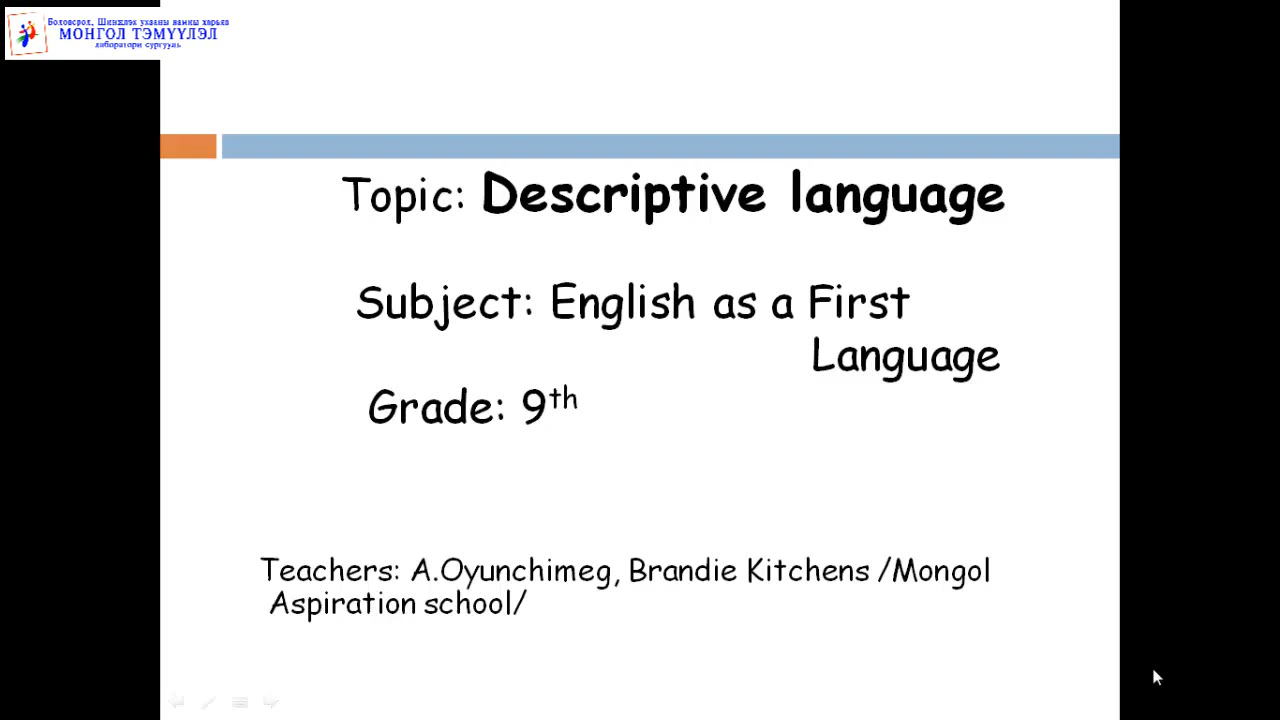 Боловсрол, Шинжлэх ухааны яамны харьяа
МОНГОЛ ТЭМҮҮЛЭЛ
лаборатори сургууль
Topic: Descriptive language
Subject: English as a First
Language
Grade: 9th
Teachers: A.Oyunchimeg, Brandie Kitchens /Mongol
Aspiration school/